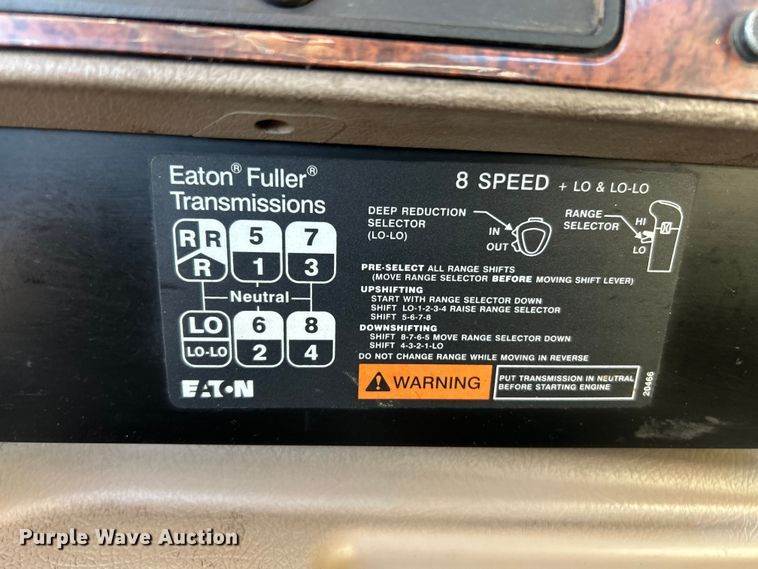 Eaton® Fuller®
Transmissions
8 SPEED + LO & LO-LO
DEEP REDUCTION
SELECTOR
(LO-LO)
IN
OUT
RANGE
SELECTOR
HI
LO
R R 5 7
R 1 3
Neutral
LO 6 8
LO-LO 2 4
PRE-SELECT ALL RANGE SHIFTS
(MOVE RANGE SELECTOR BEFORE MOVING SHIFT LEVER)
UPSHIFTING
START WITH RANGE SELECTOR DOWN
SHIFT LO-1-2-3-4 RAISE RANGE SELECTOR
SHIFT 5-6-7-8
DOWNSHIFTING
SHIFT 8-7-6-5 MOVE RANGE SELECTOR DOWN
SHIFT 4-3-2-1-LO
DO NOT CHANGE RANGE WHILE MOVING IN REVERSE
EATON
WARNING
PUT TRANSMISSION IN NEUTRAL
BEFORE STARTING ENGINE
20466
Purple Wave Auction